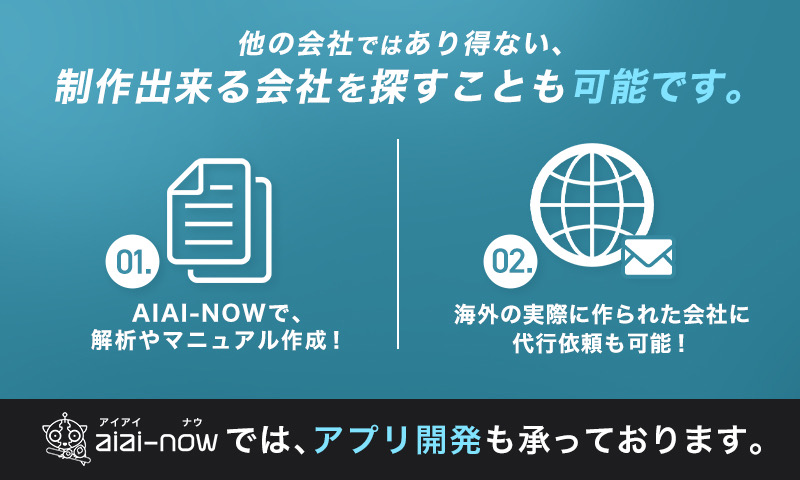 他の会社ではあり得ない、
制作出来る会社を探すことも可能です。
01.
AIAI-NOWで、
解析やマニュアル作成！
02.
海外の実際に作られた会社に
代行依頼も可能！
アイアイ ナウ
aiai-now では、アプリ開発も承っております。